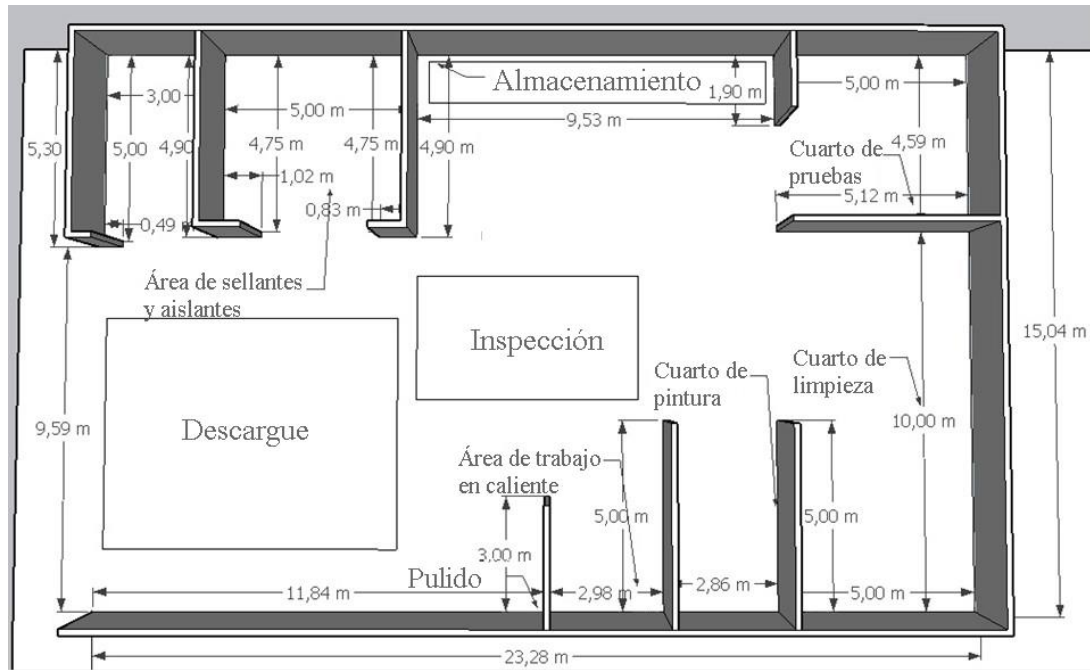 Almacenamiento
3,00
5,00 m
1,90 m
5,00 m
9,53 m
5,30
5,00
4,90
4,75 m
4,75 m
4,90 m
4,59 m
Cuarto de
pruebas
1,02 m
5,12 m
0,49 m
0,83 m
Área de sellantes
y aislantes
15,04 m
Inspección
Cuarto de
pintura
Cuarto de
limpieza
9,59 m
Descargue
10,00 m
Área de trabajo
en caliente
5,00 m
5,00 m
3,00 m
Pulido
11,84 m
2,98 m
2,86 m
5,00 m
23,28 m